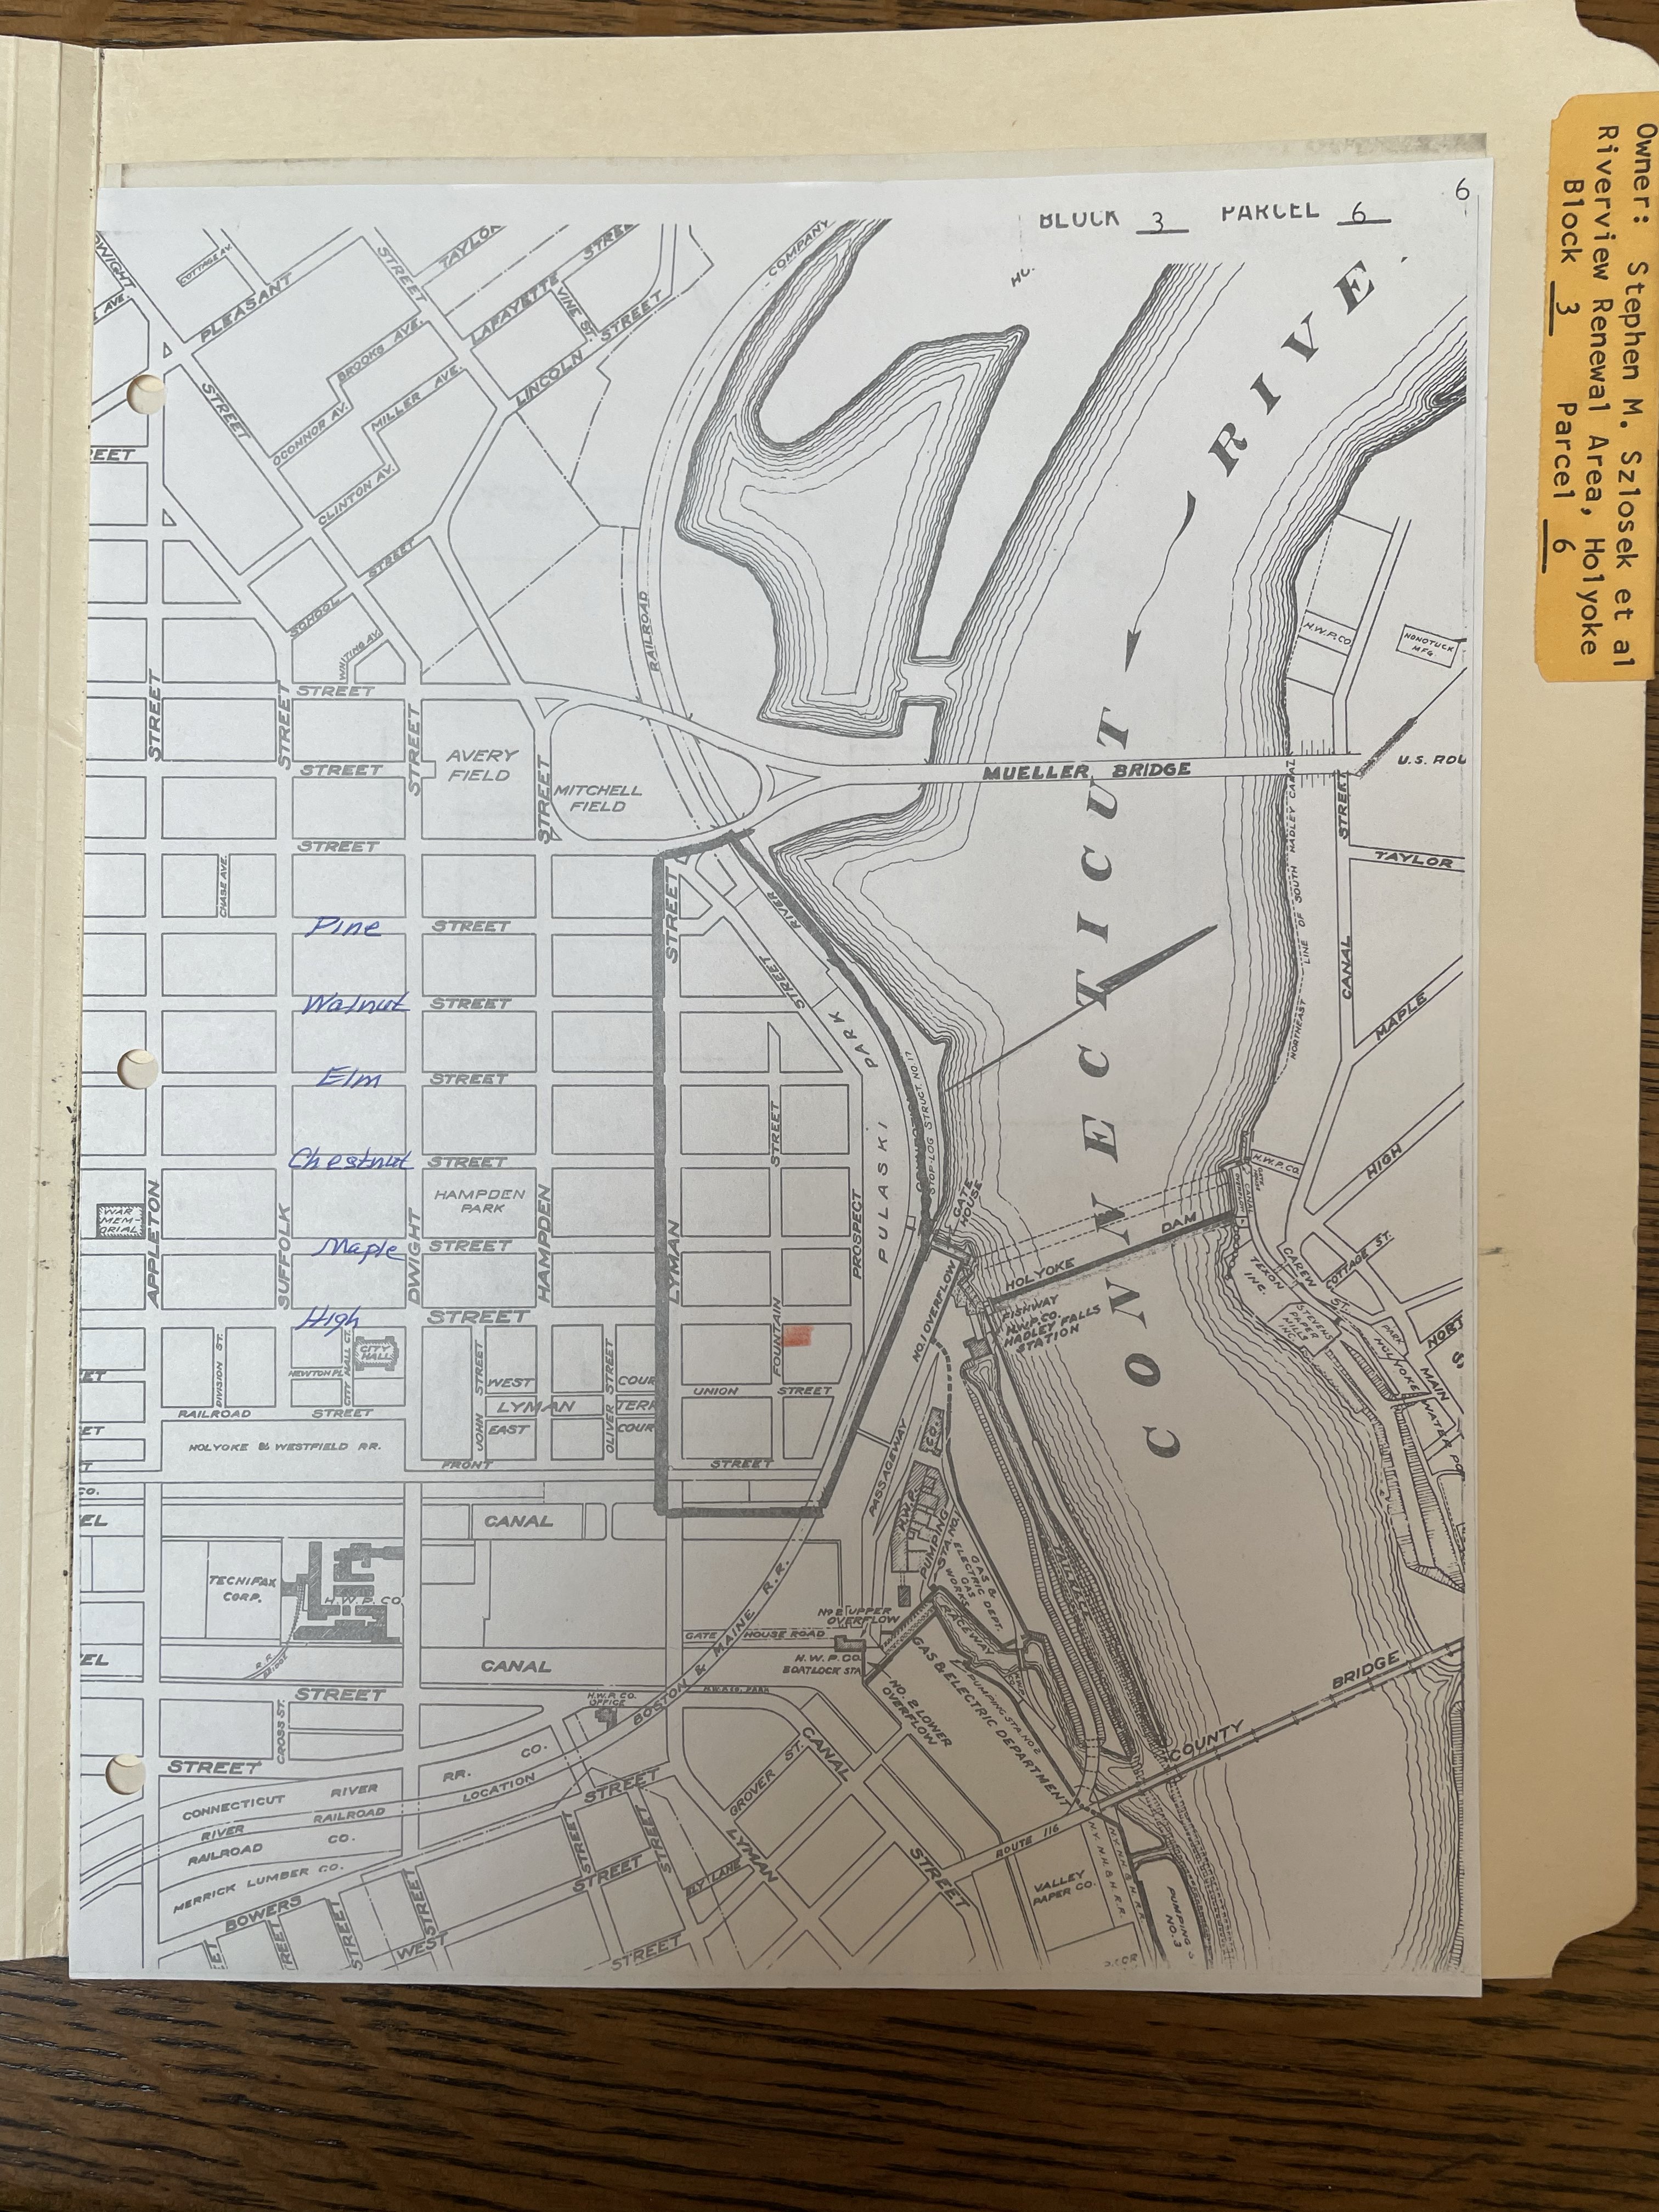 Owner: Stephen M. Szlosek et al
Riverview Renewal Area, Holyoke
Block 3 Parcel 6
6
BLOCK 3 PARCEL 6
COMPANY
TAYLOR
STREET
COTTAGE AV.
PLEASANT
STREET
LAFAYETTE
VINE ST.
LINCOLN STREET
BROOKS AVE.
MILLER AVE.
OCONNOR AV.
CLINTON AV.
STREET
SCHOOL STREET
WHITING AV.
RAILROAD
CONNECTICUT RIVE
H.W.P.CO
NONOTUCK
MFG.
U.S. ROU
MUELLER BRIDGE
AVERY
FIELD
MITCHELL
FIELD
STREET
STREET
STREET
STREET
STREET
STREET
STREET
CHASE AVE.
RIVER
STREET
STREET
Pine STREET
Walnut STREET
Elm STREET
Chestnut STREET
Maple STREET
High STREET
HAMPDEN
PARK
WAR
MEM-
ORIAL
APPLETON
SUFFOLK
DWIGHT
HAMPDEN
LYMAN
FOUNTAIN STREET
PROSPECT
PULASKI PARK
STOP-LOG STRUCT. NO.17
GATE
HOUSE
NORTHEAST LINE OF SOUTH HADLEY CANAL
CANAL STREET
TAYLOR
MAPLE
HIGH
H.W.P.CO.
HOLYOKE DAM
FISHWAY
H.W.P.CO.
HADLEY FALLS
STATION
NO.1 OVERFLOW
TEXON
INC.
CAREW ST.
COTTAGE ST.
STEVENS
PAPER
MILLS
PARK
HOLYOKE
NORT
MAIN
WATER
DIVISION ST.
CITY
HALL
CITY HALL CT.
NEWTON PL.
RAILROAD STREET
HOLYOKE & WESTFIELD RR.
JOHN STREET
WEST
LYMAN TERR
EAST
OLIVER STREET
COUR
COUR
UNION STREET
FRONT STREET
PASSAGEWAY
CANAL
TECNIFAX
CORP.
H.W.P. CO.
R.R.
BRIDGE
CANAL
BOSTON & MAINE R.R.
GATE HOUSE ROAD
NO 2 UPPER
OVERFLOW
H.W.P. CO.
BOATLOCK STA
H.W.P.
PUMPING
STA. NO.1
GAS &
ELECTRIC DEPT.
GAS
WORKS
RACEWAY
TAILRACE
GAS & ELECTRIC DEPARTMENT
PUMPING STA NO 2
NO. 2 LOWER
OVERFLOW
STREET
CROSS ST.
STREET
H.W.P. CO.
OFFICE
CONNECTICUT RIVER RR. CO.
RIVER RAILROAD LOCATION
RAILROAD CO.
MERRICK LUMBER CO.
BOWERS
STREET
STREET
WEST
STREET
STREET
STREET
STREET
STREET
ELY LANE
LYMAN
GROVER ST.
CANAL
STREET
ROUTE 116
COUNTY BRIDGE
VALLEY
PAPER CO.
N.Y. N.H. & H. R.R.
N.Y. N.H. & H. R.R.
PUMPING
NO. 3